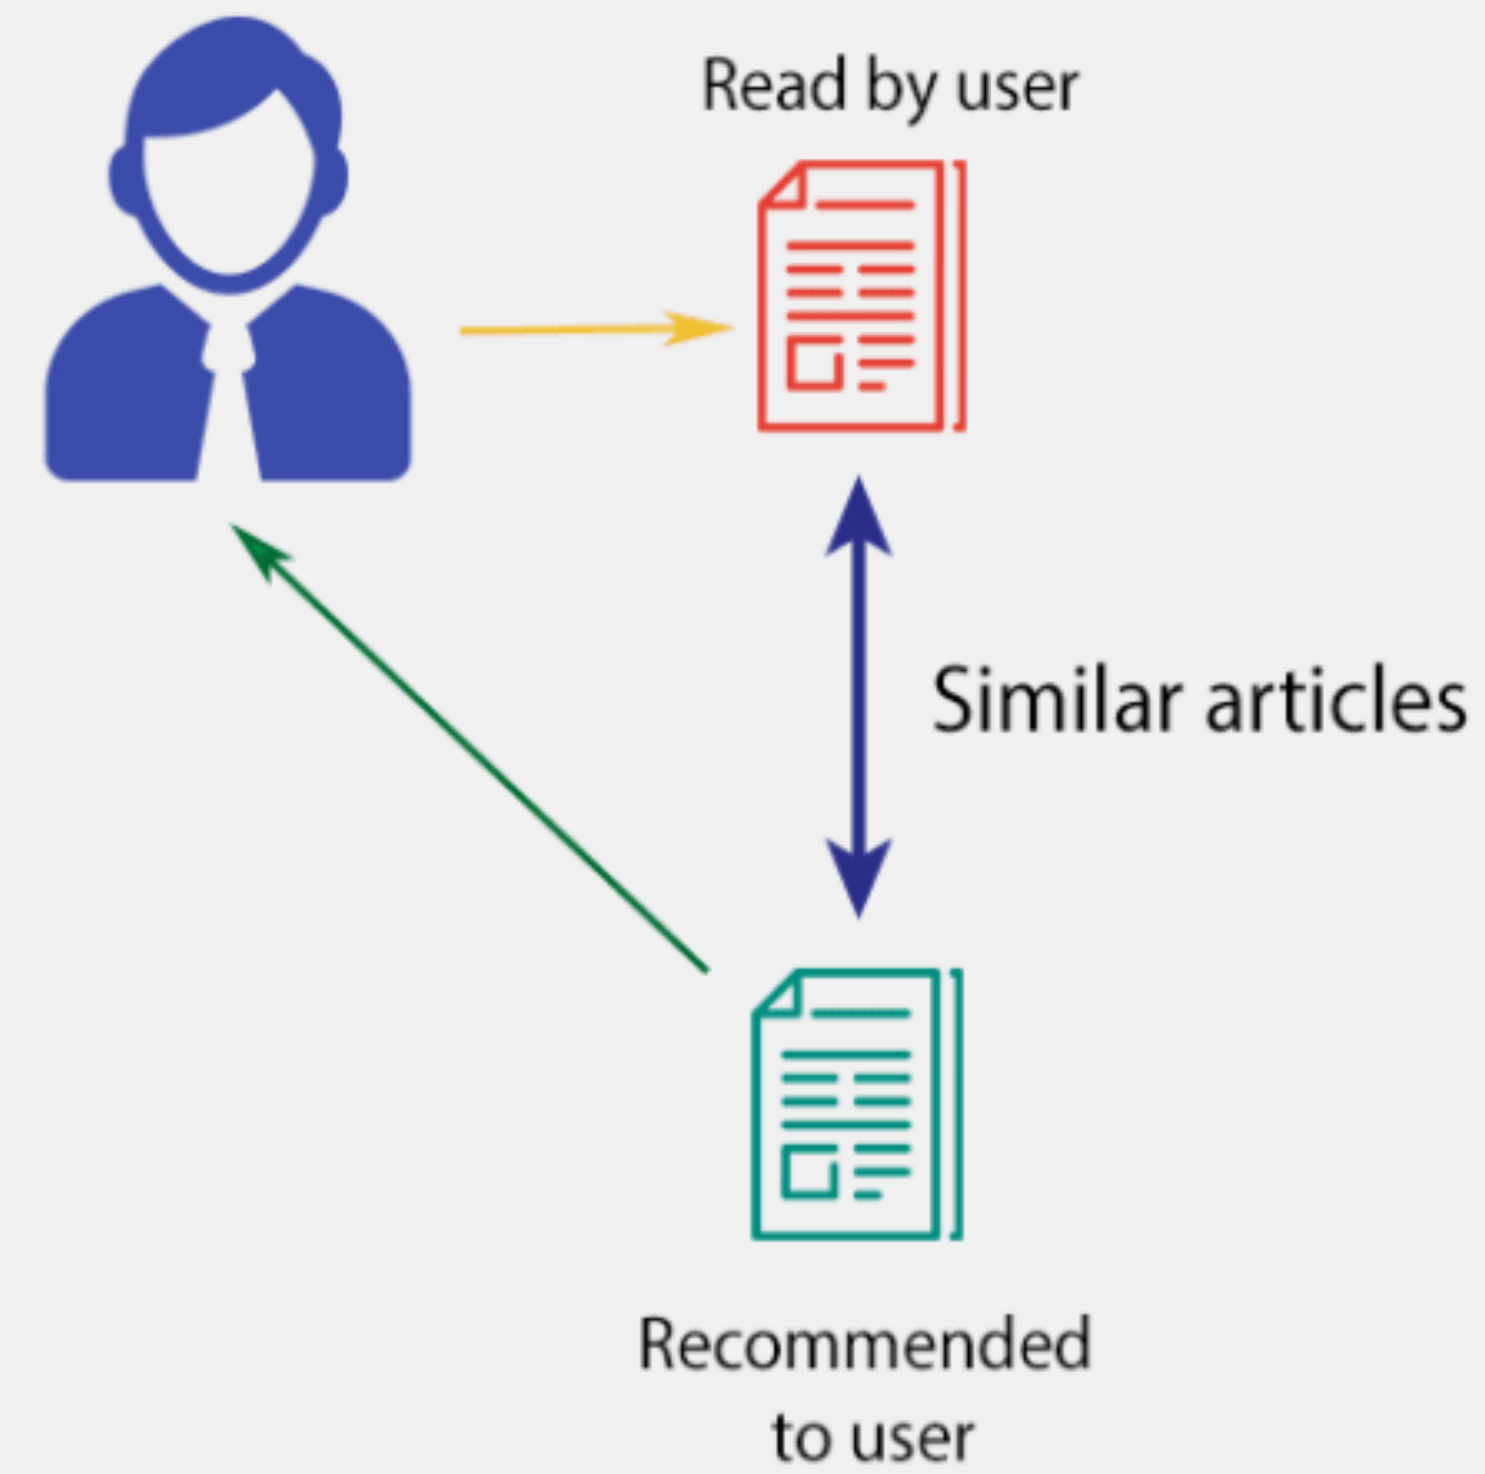 Read by user
Similar articles
Recommended
to user